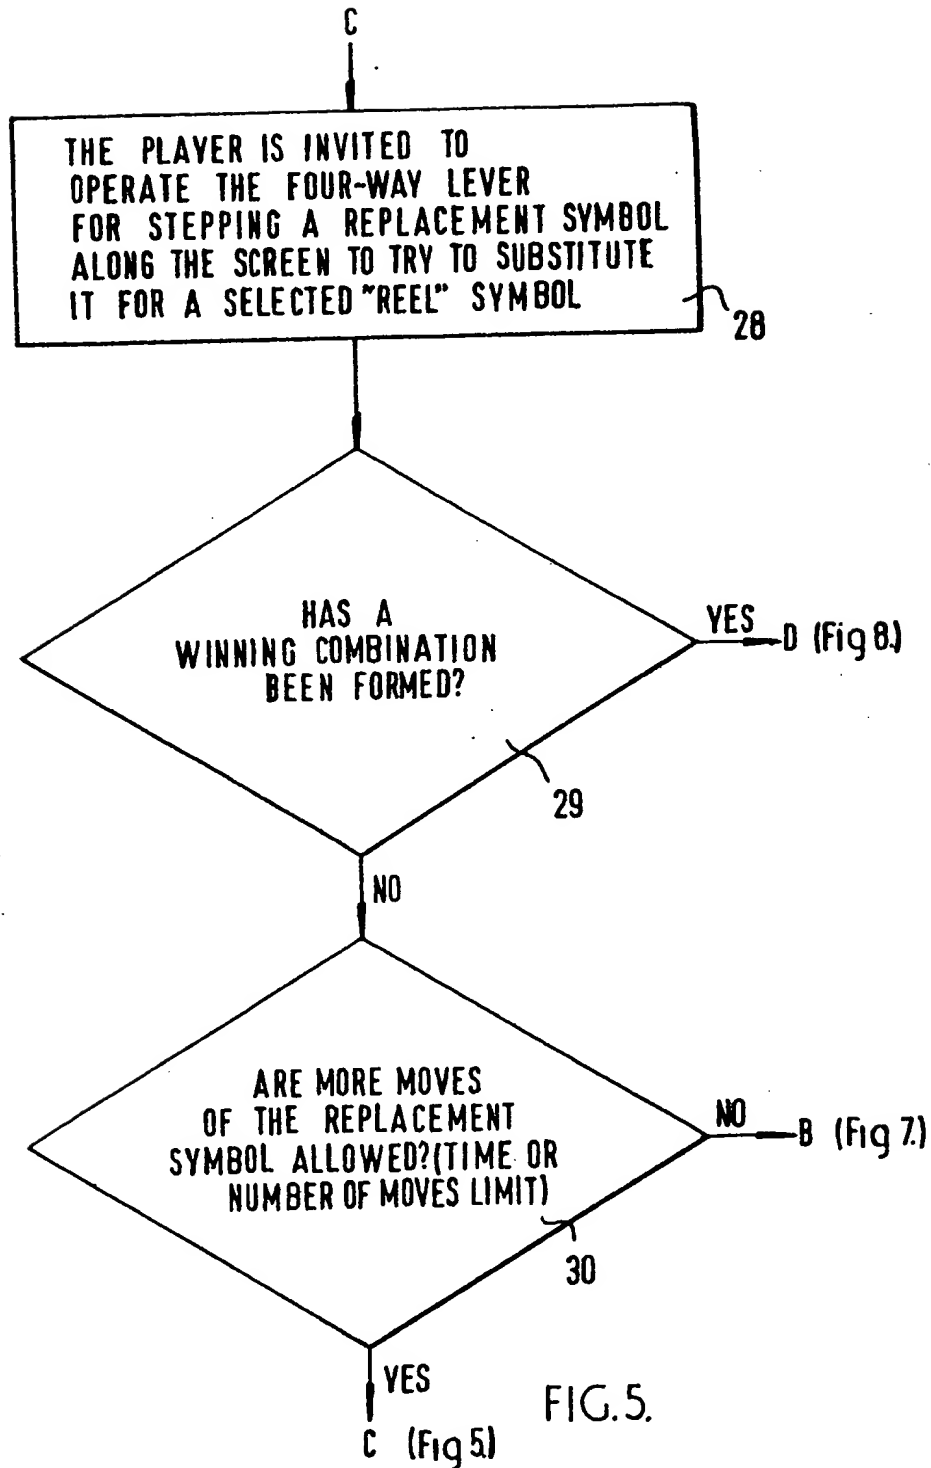 C
THE PLAYER IS INVITED TO
OPERATE THE FOUR-WAY LEVER
FOR STEPPING A REPLACEMENT SYMBOL
ALONG THE SCREEN TO TRY TO SUBSTITUTE
IT FOR A SELECTED "REEL" SYMBOL
28
HAS A
WINNING COMBINATION
BEEN FORMED?
YES
D (Fig 8.)
29
NO
ARE MORE MOVES
OF THE REPLACEMENT
SYMBOL ALLOWED?(TIME OR
NUMBER OF MOVES LIMIT)
NO
B (Fig 7.)
30
YES
C (Fig 5.)
FIG.5.